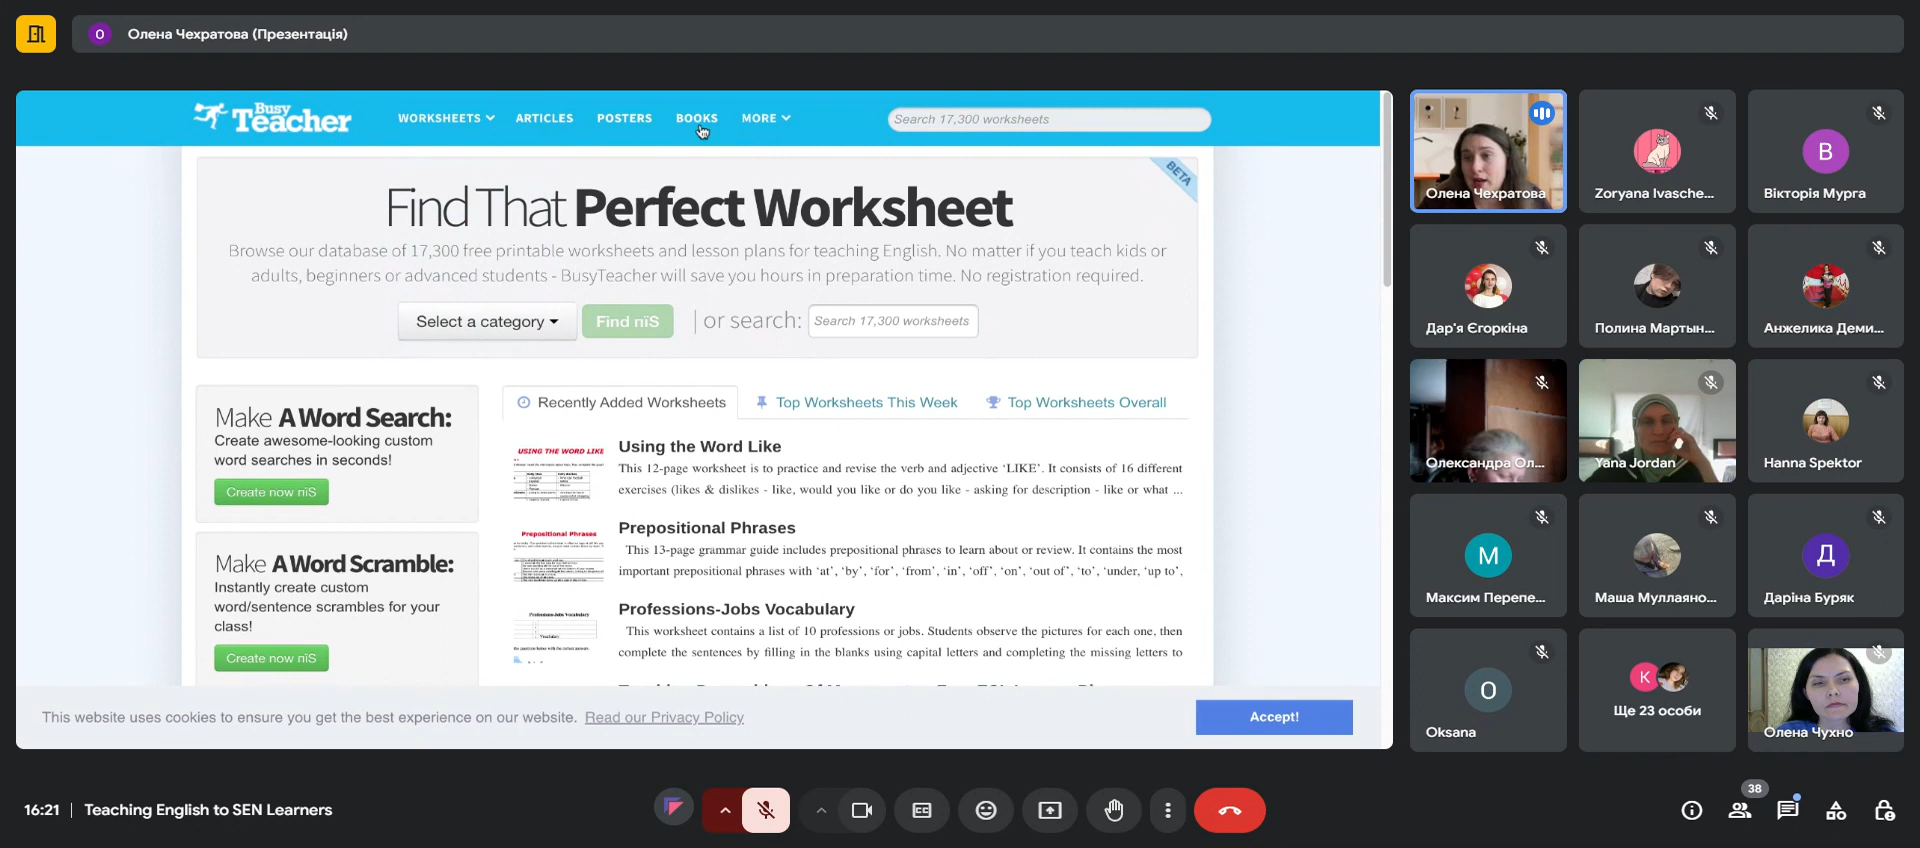 O
Олена Чехратова (Презентація)
Busy
Teacher
WORKSHEETS
ARTICLES
POSTERS
BOOKS
MORE
Search 17,300 worksheets
BETA
Find That Perfect Worksheet
Browse our database of 17,300 free printable worksheets and lesson plans for teaching English. No matter if you teach kids or
adults, beginners or advanced students - BusyTeacher will save you hours in preparation time. No registration required.
Select a category
Find пїЅ
| or search:
Search 17,300 worksheets
Make A Word Search:
Create awesome-looking custom
word searches in seconds!
Create now пїЅ
Make A Word Scramble:
Instantly create custom
word/sentence scrambles for your
class!
Create now пїЅ
Recently Added Worksheets
Top Worksheets This Week
Top Worksheets Overall
USING THE WORD LIKE
Using the Word Like
This 12-page worksheet is to practice and revise the verb and adjective ‘LIKE’. It consists of 16 different
exercises (likes & dislikes - like, would you like or do you like - asking for description - like or what ...
Prepositional Phrases
Prepositional Phrases
This 13-page grammar guide includes prepositional phrases to learn about or review. It contains the most
important prepositional phrases with ‘at’, ‘by’, ‘for’, ‘from’, ‘in’, ‘off’, ‘on’, ‘out of’, ‘to’, ‘under, ‘up to’,
Professions-Jobs Vocabulary
Professions-Jobs Vocabulary
This worksheet contains a list of 10 professions or jobs. Students observe the pictures for each one, then
complete the sentences by filling in the blanks using capital letters and completing the missing letters to
This website uses cookies to ensure you get the best experience on our website. Read our Privacy Policy
Accept!
Олена Чехратова
Zoryana Ivasche...
В
Вікторія Мурга
Дар'я Єгоркіна
Полина Мартын...
Анжелика Деми...
Олександра Ол...
Yana Jordan
Hanna Spektor
М
Максим Перепе...
Маша Муллаяно...
Д
Даріна Буряк
O
Oksana
К
Ще 23 особи
Олена Чухно
16:21 | Teaching English to SEN Learners
CC
38